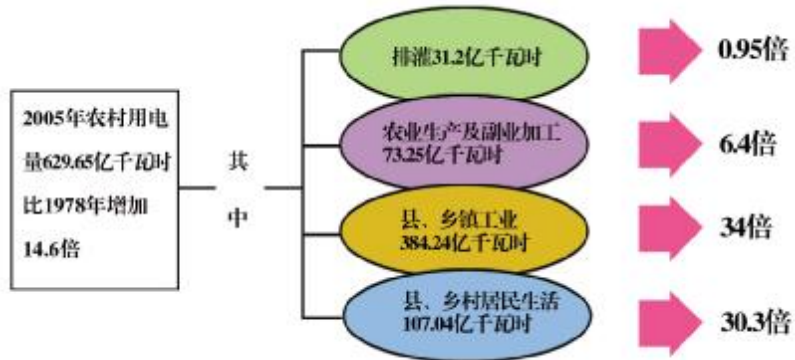 2005年农村用电
量629.65亿千瓦时
比1978年增加
14.6倍
其
中
排灌31.2亿千瓦时
0.95倍
农业生产及副业加工
73.25亿千瓦时
6.4倍
县、乡镇工业
384.24亿千瓦时
34倍
县、乡村居民生活
107.04亿千瓦时
30.3倍